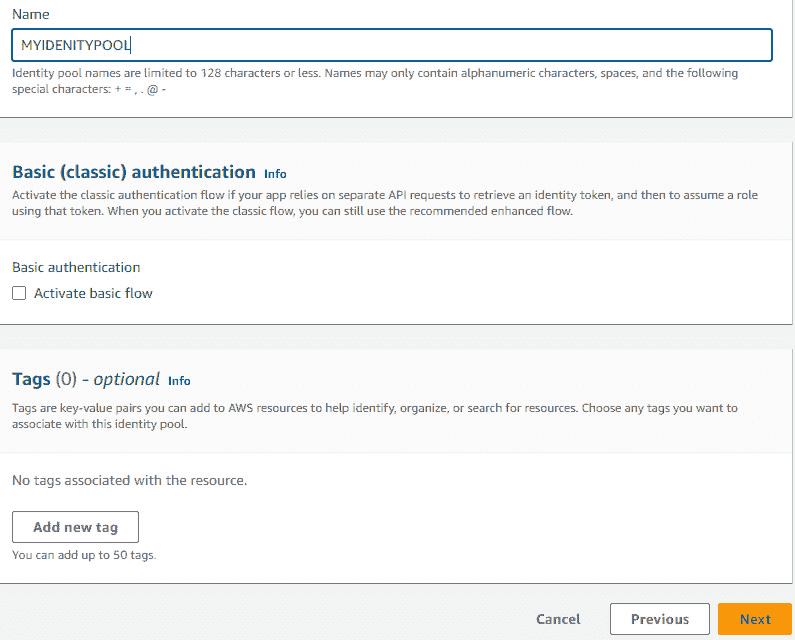 Name
MYIDENITYPOOL
Identity pool names are limited to 128 characters or less. Names may only contain alphanumeric characters, spaces, and the following
special characters: + = , . @ -
Basic (classic) authentication Info
Activate the classic authentication flow if your app relies on separate API requests to retrieve an identity token, and then to assume a role
using that token. When you activate the classic flow, you can still use the recommended enhanced flow.
Basic authentication
Activate basic flow
Tags (0) - optional Info
Tags are key-value pairs you can add to AWS resources to help identify, organize, or search for resources. Choose any tags you want to
associate with this identity pool.
No tags associated with the resource.
Add new tag
You can add up to 50 tags.
Cancel Previous Next